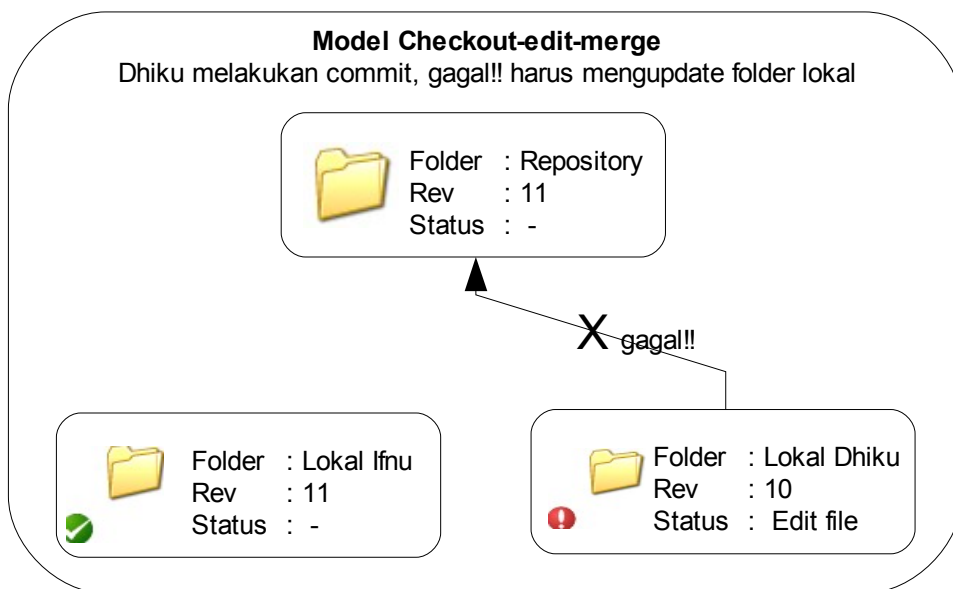 Model Checkout-edit-merge
Dhiku melakukan commit, gagal!! harus mengupdate folder lokal
Folder : Repository
Rev : 11
Status : -
X gagal!!
Folder : Lokal Ifnu
Rev : 11
Status : -
Folder : Lokal Dhiku
Rev : 10
Status : Edit file